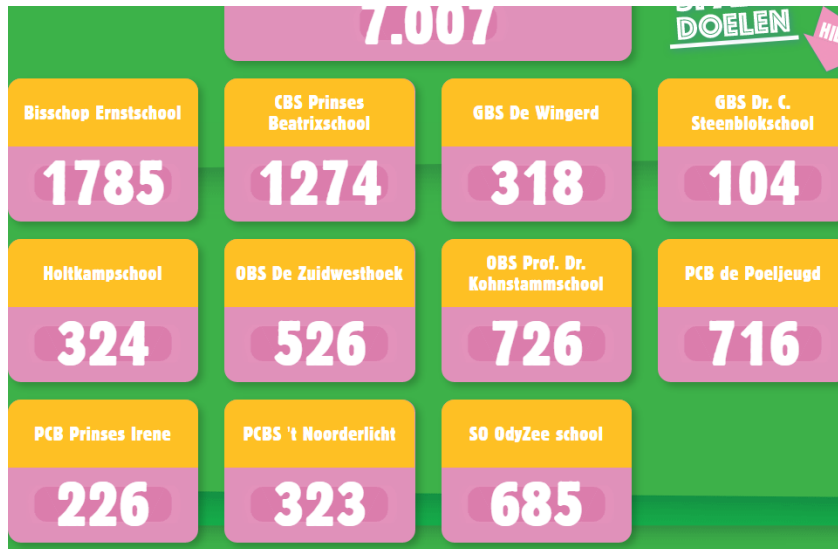 7.007
DOELEN
Bisschop Ernstschool
1785
CBS Prinses
Beatrixschool
1274
GBS De Wingerd
318
GBS Dr. C.
Steenblokschool
104
Holtkampschool
324
OBS De Zuidwesthoek
526
OBS Prof. Dr.
Kohnstammschool
726
PCB de Poeljeugd
716
PCB Prinses Irene
226
PCBS 't Noorderlicht
323
SO OdyZee school
685